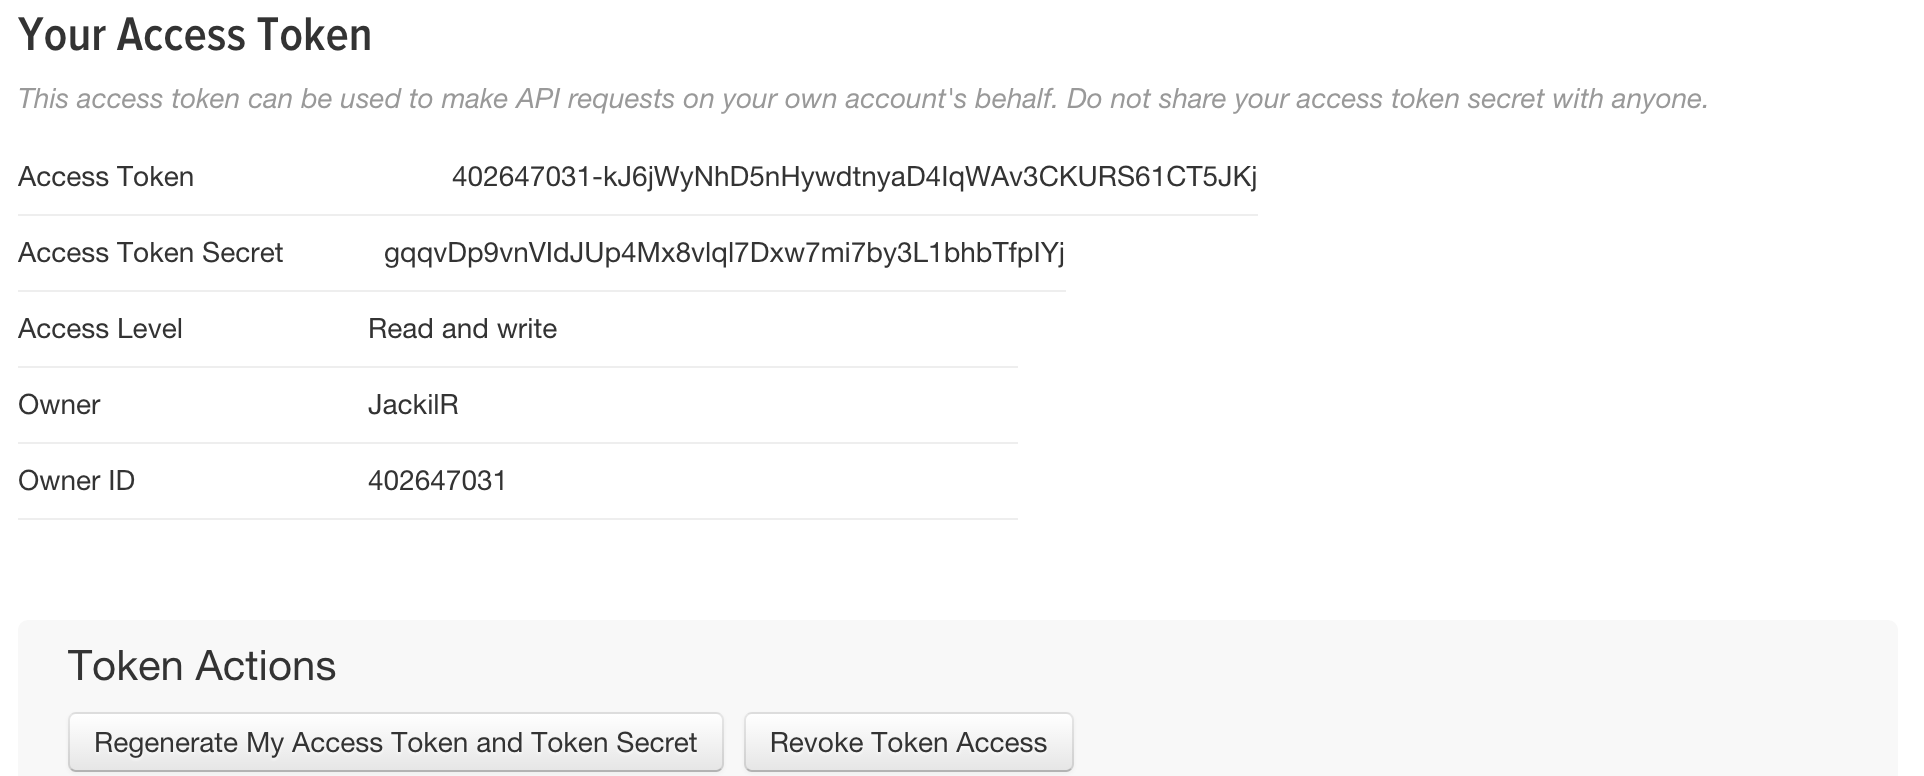 Your Access Token
This access token can be used to make API requests on your own account's behalf. Do not share your access token secret with anyone.
Access Token 402647031-kJ6jWyNhD5nHywdtnyaD4IqWAv3CKURS61CT5JKj
Access Token Secret gqqvDp9vnVIdJUp4Mx8vlql7Dxw7mi7by3L1bhbTfpIYj
Access Level Read and write
Owner JackilR
Owner ID 402647031
Token Actions
Regenerate My Access Token and Token Secret Revoke Token Access